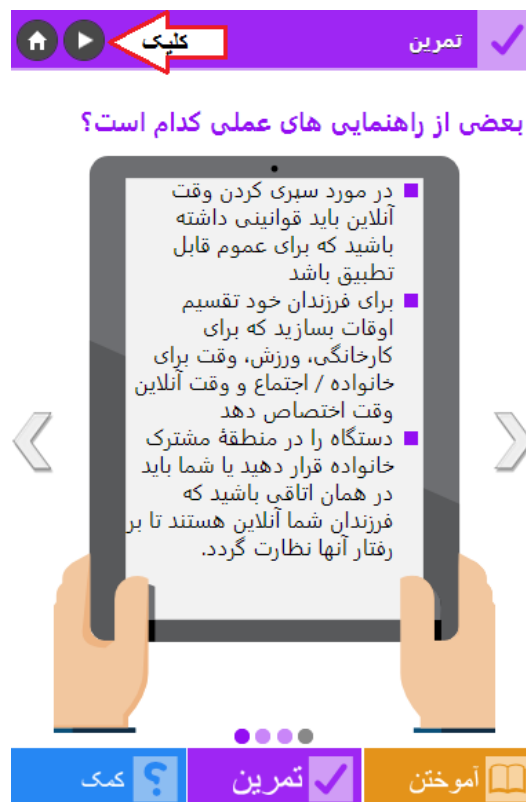 تمرین
کلیک
بعضی از راهنمایی های عملی کدام است؟
در مورد سپری کردن وقت
آنلاین باید قوانینی داشته
باشید که برای عموم قابل
تطبیق باشد
برای فرزندان خود تقسیم
اوقات بسازید که برای
کارخانگی، ورزش، وقت برای
خانواده / اجتماع و وقت آنلاین
وقت اختصاص دهد
دستگاه را در منطقۀ مشترک
خانواده قرار دهید یا شما باید
در همان اتاقی باشید که
فرزندان شما آنلاین هستند تا بر
رفتار آنها نظارت گردد.
آموختن
تمرین
کمک